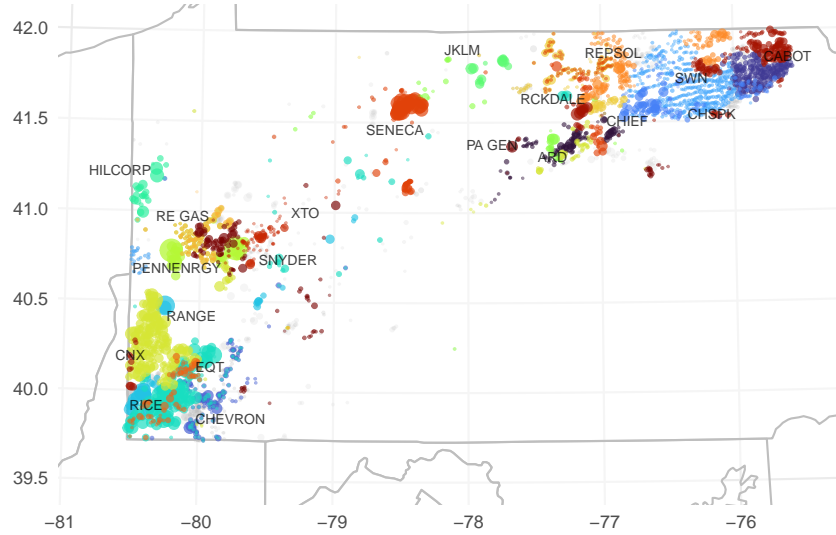 42.0
JKLM
REPSOL
CABOT
SWN
41.5
RCKDALE
CHSPK
SENECA
CHIEF
PA GEN
ARD
HILCORP
41.0
RE GAS
XTO
PENNENRGY
SNYDER
40.5
RANGE
CNX
EQT
40.0
RICE
CHEVRON
39.5
−81
−80
−79
−78
−77
−76